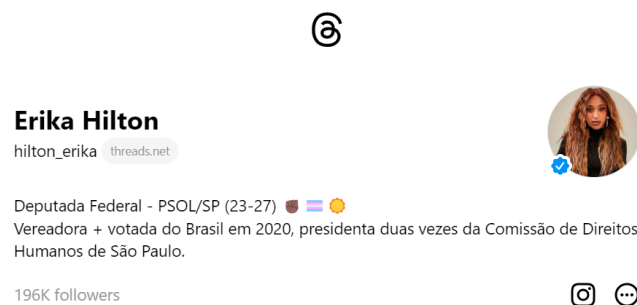 Erika Hilton
hilton_erika threads.net
Deputada Federal - PSOL/SP (23-27) ✊🏿 🏳️‍⚧️ 🌞
Vereadora + votada do Brasil em 2020, presidenta duas vezes da Comissão de Direitos
Humanos de São Paulo.
196K followers